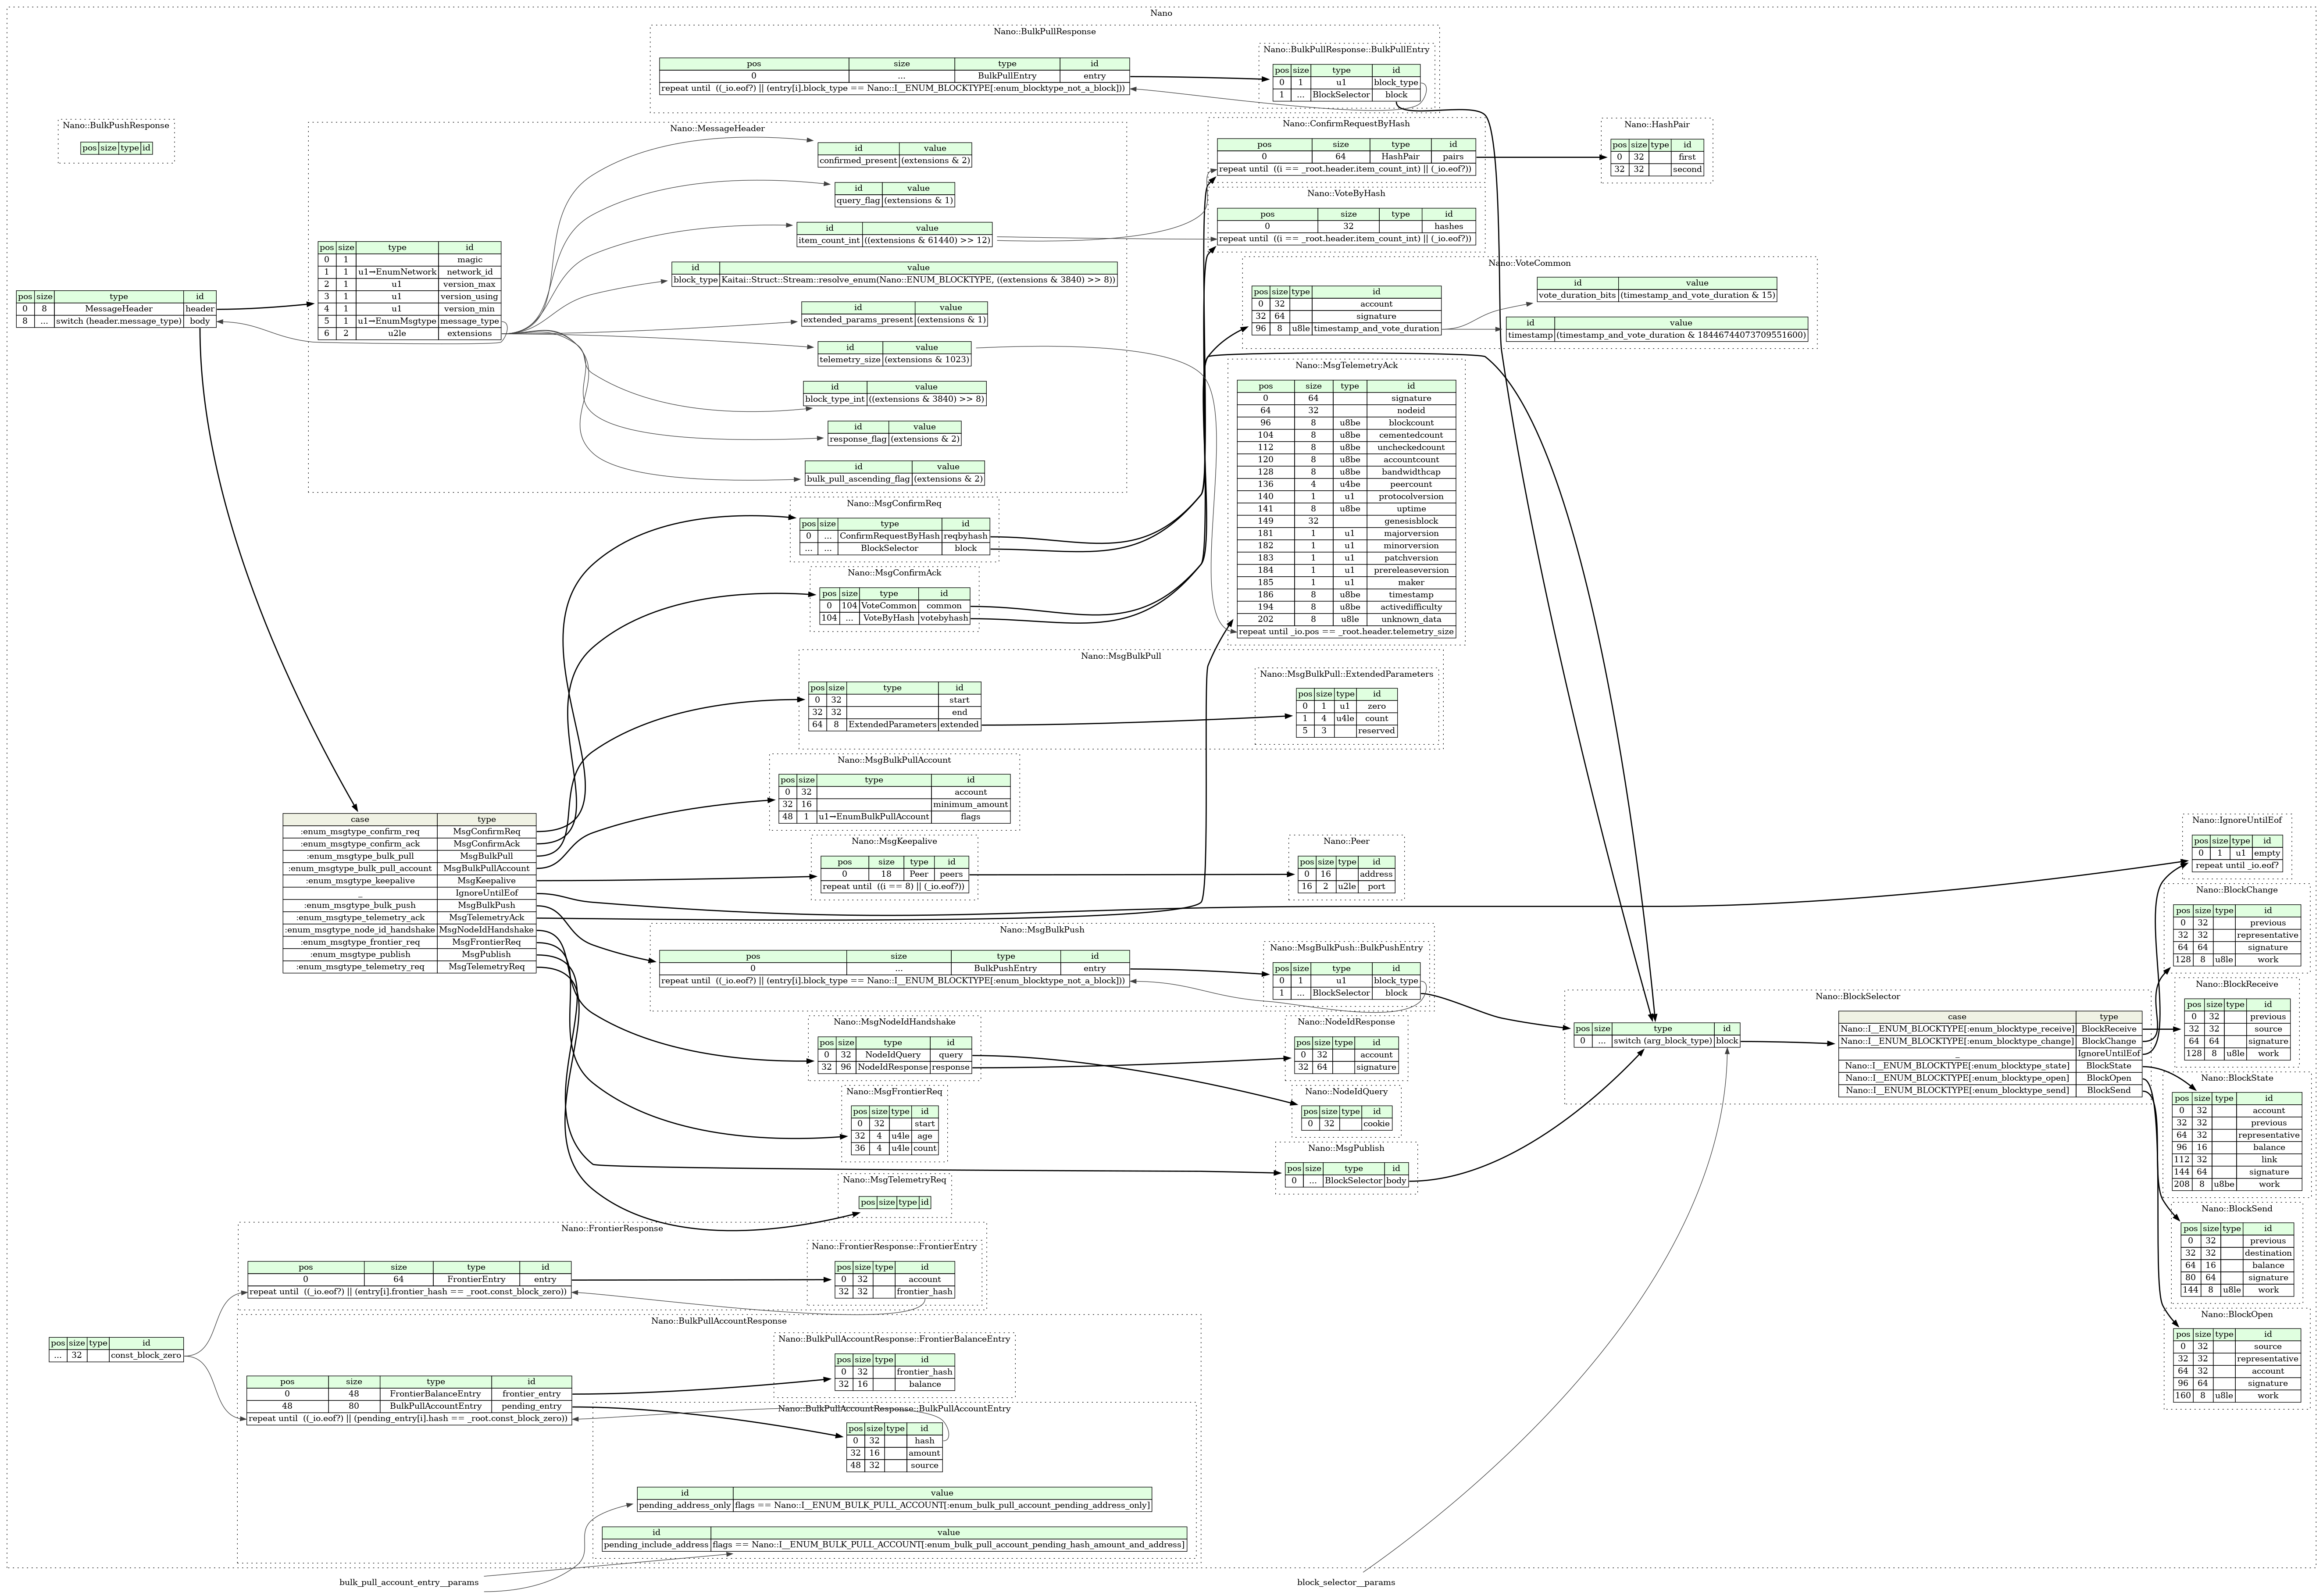 Nano
Nano::BulkPullResponse
pos size type id
0 ... BulkPullEntry entry
repeat until ((_io.eof?) || (entry[i].block_type == Nano::I__ENUM_BLOCKTYPE[:enum_blocktype_not_a_block]))
Nano::BulkPullResponse::BulkPullEntry
pos size type id
0 1 u1 block_type
1 ... BlockSelector block
Nano::BulkPushResponse
pos size type id
Nano::MessageHeader
id value
confirmed_present (extensions & 2)
id value
query_flag (extensions & 1)
id value
item_count_int ((extensions & 61440) >> 12)
id value
block_type Kaitai::Struct::Stream::resolve_enum(Nano::ENUM_BLOCKTYPE, ((extensions & 3840) >> 8))
id value
extended_params_present (extensions & 1)
id value
telemetry_size (extensions & 1023)
id value
block_type_int ((extensions & 3840) >> 8)
id value
response_flag (extensions & 2)
id value
bulk_pull_ascending_flag (extensions & 2)
pos size type id
0 1 magic
1 1 u1→EnumNetwork network_id
2 1 u1 version_max
3 1 u1 version_using
4 1 u1 version_min
5 1 u1→EnumMsgtype message_type
6 2 u2le extensions
pos size type id
0 8 MessageHeader header
8 ... switch (header.message_type) body
Nano::ConfirmRequestByHash
pos size type id
0 64 HashPair pairs
repeat until ((i == _root.header.item_count_int) || (_io.eof?))
Nano::HashPair
pos size type id
0 32 first
32 32 second
Nano::VoteByHash
pos size type id
0 32 hashes
repeat until ((i == _root.header.item_count_int) || (_io.eof?))
Nano::VoteCommon
pos size type id
0 32 account
32 64 signature
96 8 u8le timestamp_and_vote_duration
id value
vote_duration_bits (timestamp_and_vote_duration & 15)
id value
timestamp (timestamp_and_vote_duration & 18446744073709551600)
Nano::MsgTelemetryAck
pos size type id
0 64 signature
64 32 nodeid
96 8 u8be blockcount
104 8 u8be cementedcount
112 8 u8be uncheckedcount
120 8 u8be accountcount
128 8 u8be bandwidthcap
136 4 u4be peercount
140 1 u1 protocolversion
141 8 u8be uptime
149 32 genesisblock
181 1 u1 majorversion
182 1 u1 minorversion
183 1 u1 patchversion
184 1 u1 prereleaseversion
185 1 u1 maker
186 8 u8be timestamp
194 8 u8be activedifficulty
202 8 u8le unknown_data
repeat until _io.pos == _root.header.telemetry_size
Nano::MsgConfirmReq
pos size type id
0 ... ConfirmRequestByHash reqbyhash
... ... BlockSelector block
Nano::MsgConfirmAck
pos size type id
0 104 VoteCommon common
104 ... VoteByHash votebyhash
Nano::MsgBulkPull
pos size type id
0 32 start
32 32 end
64 8 ExtendedParameters extended
Nano::MsgBulkPull::ExtendedParameters
pos size type id
0 1 u1 zero
1 4 u4le count
5 3 reserved
Nano::MsgBulkPullAccount
pos size type id
0 32 account
32 16 minimum_amount
48 1 u1→EnumBulkPullAccount flags
case type
:enum_msgtype_confirm_req MsgConfirmReq
:enum_msgtype_confirm_ack MsgConfirmAck
:enum_msgtype_bulk_pull MsgBulkPull
:enum_msgtype_bulk_pull_account MsgBulkPullAccount
:enum_msgtype_keepalive MsgKeepalive
_ IgnoreUntilEof
:enum_msgtype_bulk_push MsgBulkPush
:enum_msgtype_telemetry_ack MsgTelemetryAck
:enum_msgtype_node_id_handshake MsgNodeIdHandshake
:enum_msgtype_frontier_req MsgFrontierReq
:enum_msgtype_publish MsgPublish
:enum_msgtype_telemetry_req MsgTelemetryReq
Nano::MsgKeepalive
pos size type id
0 18 Peer peers
repeat until ((i == 8) || (_io.eof?))
Nano::Peer
pos size type id
0 16 address
16 2 u2le port
Nano::IgnoreUntilEof
pos size type id
0 1 u1 empty
repeat until _io.eof?
Nano::BlockChange
pos size type id
0 32 previous
32 32 representative
64 64 signature
128 8 u8le work
Nano::MsgBulkPush
pos size type id
0 ... BulkPushEntry entry
repeat until ((_io.eof?) || (entry[i].block_type == Nano::I__ENUM_BLOCKTYPE[:enum_blocktype_not_a_block]))
Nano::MsgBulkPush::BulkPushEntry
pos size type id
0 1 u1 block_type
1 ... BlockSelector block
Nano::BlockReceive
pos size type id
0 32 previous
32 32 source
64 64 signature
128 8 u8le work
Nano::BlockSelector
pos size type id
0 ... switch (arg_block_type) block
case type
Nano::I__ENUM_BLOCKTYPE[:enum_blocktype_receive] BlockReceive
Nano::I__ENUM_BLOCKTYPE[:enum_blocktype_change] BlockChange
_ IgnoreUntilEof
Nano::I__ENUM_BLOCKTYPE[:enum_blocktype_state] BlockState
Nano::I__ENUM_BLOCKTYPE[:enum_blocktype_open] BlockOpen
Nano::I__ENUM_BLOCKTYPE[:enum_blocktype_send] BlockSend
Nano::MsgNodeIdHandshake
pos size type id
0 32 NodeIdQuery query
32 96 NodeIdResponse response
Nano::NodeIdResponse
pos size type id
0 32 account
32 64 signature
Nano::BlockState
pos size type id
0 32 account
32 32 previous
64 32 representative
96 16 balance
112 32 link
144 64 signature
208 8 u8be work
Nano::MsgFrontierReq
pos size type id
0 32 start
32 4 u4le age
36 4 u4le count
Nano::NodeIdQuery
pos size type id
0 32 cookie
Nano::MsgPublish
pos size type id
0 ... BlockSelector body
Nano::MsgTelemetryReq
pos size type id
Nano::BlockSend
pos size type id
0 32 previous
32 32 destination
64 16 balance
80 64 signature
144 8 u8le work
Nano::FrontierResponse
pos size type id
0 64 FrontierEntry entry
repeat until ((_io.eof?) || (entry[i].frontier_hash == _root.const_block_zero))
Nano::FrontierResponse::FrontierEntry
pos size type id
0 32 account
32 32 frontier_hash
Nano::BlockOpen
pos size type id
0 32 source
32 32 representative
64 32 account
96 64 signature
160 8 u8le work
pos size type id
... 32 const_block_zero
Nano::BulkPullAccountResponse
pos size type id
0 48 FrontierBalanceEntry frontier_entry
48 80 BulkPullAccountEntry pending_entry
repeat until ((_io.eof?) || (pending_entry[i].hash == _root.const_block_zero))
Nano::BulkPullAccountResponse::FrontierBalanceEntry
pos size type id
0 32 frontier_hash
32 16 balance
Nano::BulkPullAccountResponse::BulkPullAccountEntry
pos size type id
0 32 hash
32 16 amount
48 32 source
id value
pending_address_only flags == Nano::I__ENUM_BULK_PULL_ACCOUNT[:enum_bulk_pull_account_pending_address_only]
id value
pending_include_address flags == Nano::I__ENUM_BULK_PULL_ACCOUNT[:enum_bulk_pull_account_pending_hash_amount_and_address]
bulk_pull_account_entry__params
block_selector__params